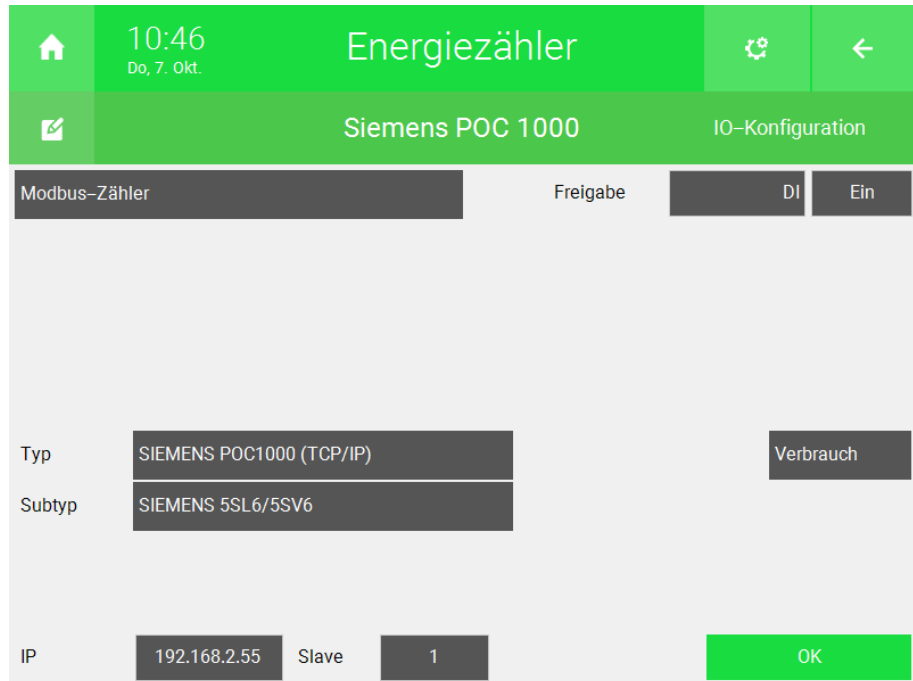 10:46
Do, 7. Okt.
Energiezähler
Siemens POC 1000
IO-Konfiguration
Modbus-Zähler
Freigabe
DI
Ein
Typ
SIEMENS POC1000 (TCP/IP)
Verbrauch
Subtyp
SIEMENS 5SL6/5SV6
IP
192.168.2.55
Slave
1
OK